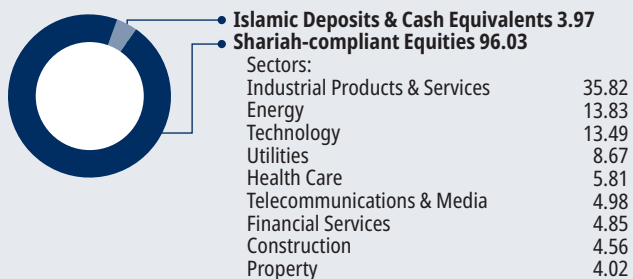 Islamic Deposits & Cash Equivalents 3.97
Shariah-compliant Equities 96.03
Sectors:
Industrial Products & Services 35.82
Energy 13.83
Technology 13.49
Utilities 8.67
Health Care 5.81
Telecommunications & Media 4.98
Financial Services 4.85
Construction 4.56
Property 4.02